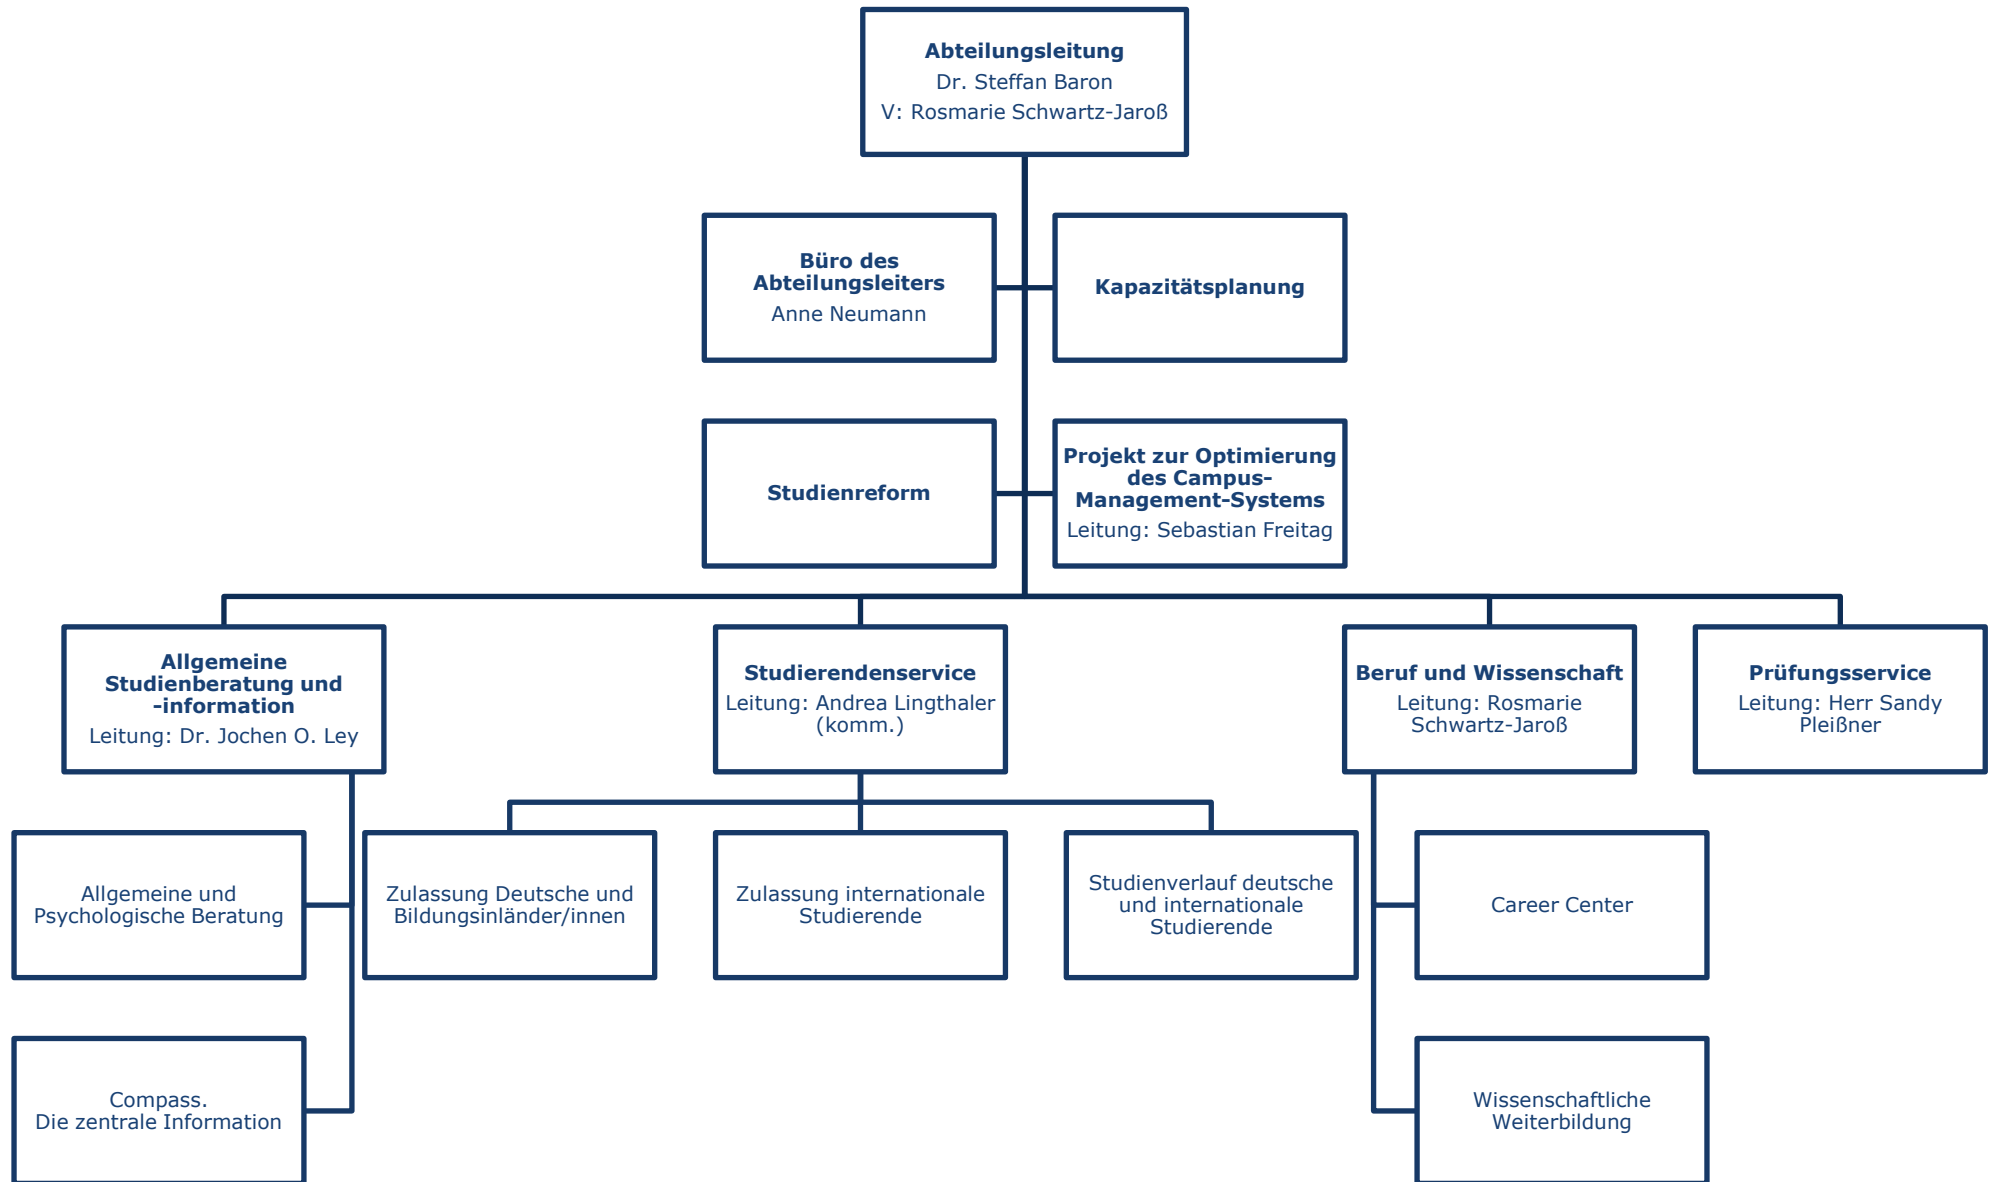 Abteilungsleitung
Dr. Steffan Baron
V: Rosmarie Schwartz-Jaroß
Büro des
Abteilungsleiters
Anne Neumann
Kapazitätsplanung
Studienreform
Projekt zur Optimierung
des Campus-
Management-Systems
Leitung: Sebastian Freitag
Allgemeine
Studienberatung und
-information
Leitung: Dr. Jochen O. Ley
Studierendenservice
Leitung: Andrea Lingthaler
(komm.)
Beruf und Wissenschaft
Leitung: Rosmarie
Schwartz-Jaroß
Prüfungsservice
Leitung: Herr Sandy
Pleißner
Allgemeine und
Psychologische Beratung
Zulassung Deutsche und
Bildungsinländer/innen
Zulassung internationale
Studierende
Studienverlauf deutsche
und internationale
Studierende
Career Center
Compass.
Die zentrale Information
Wissenschaftliche
Weiterbildung